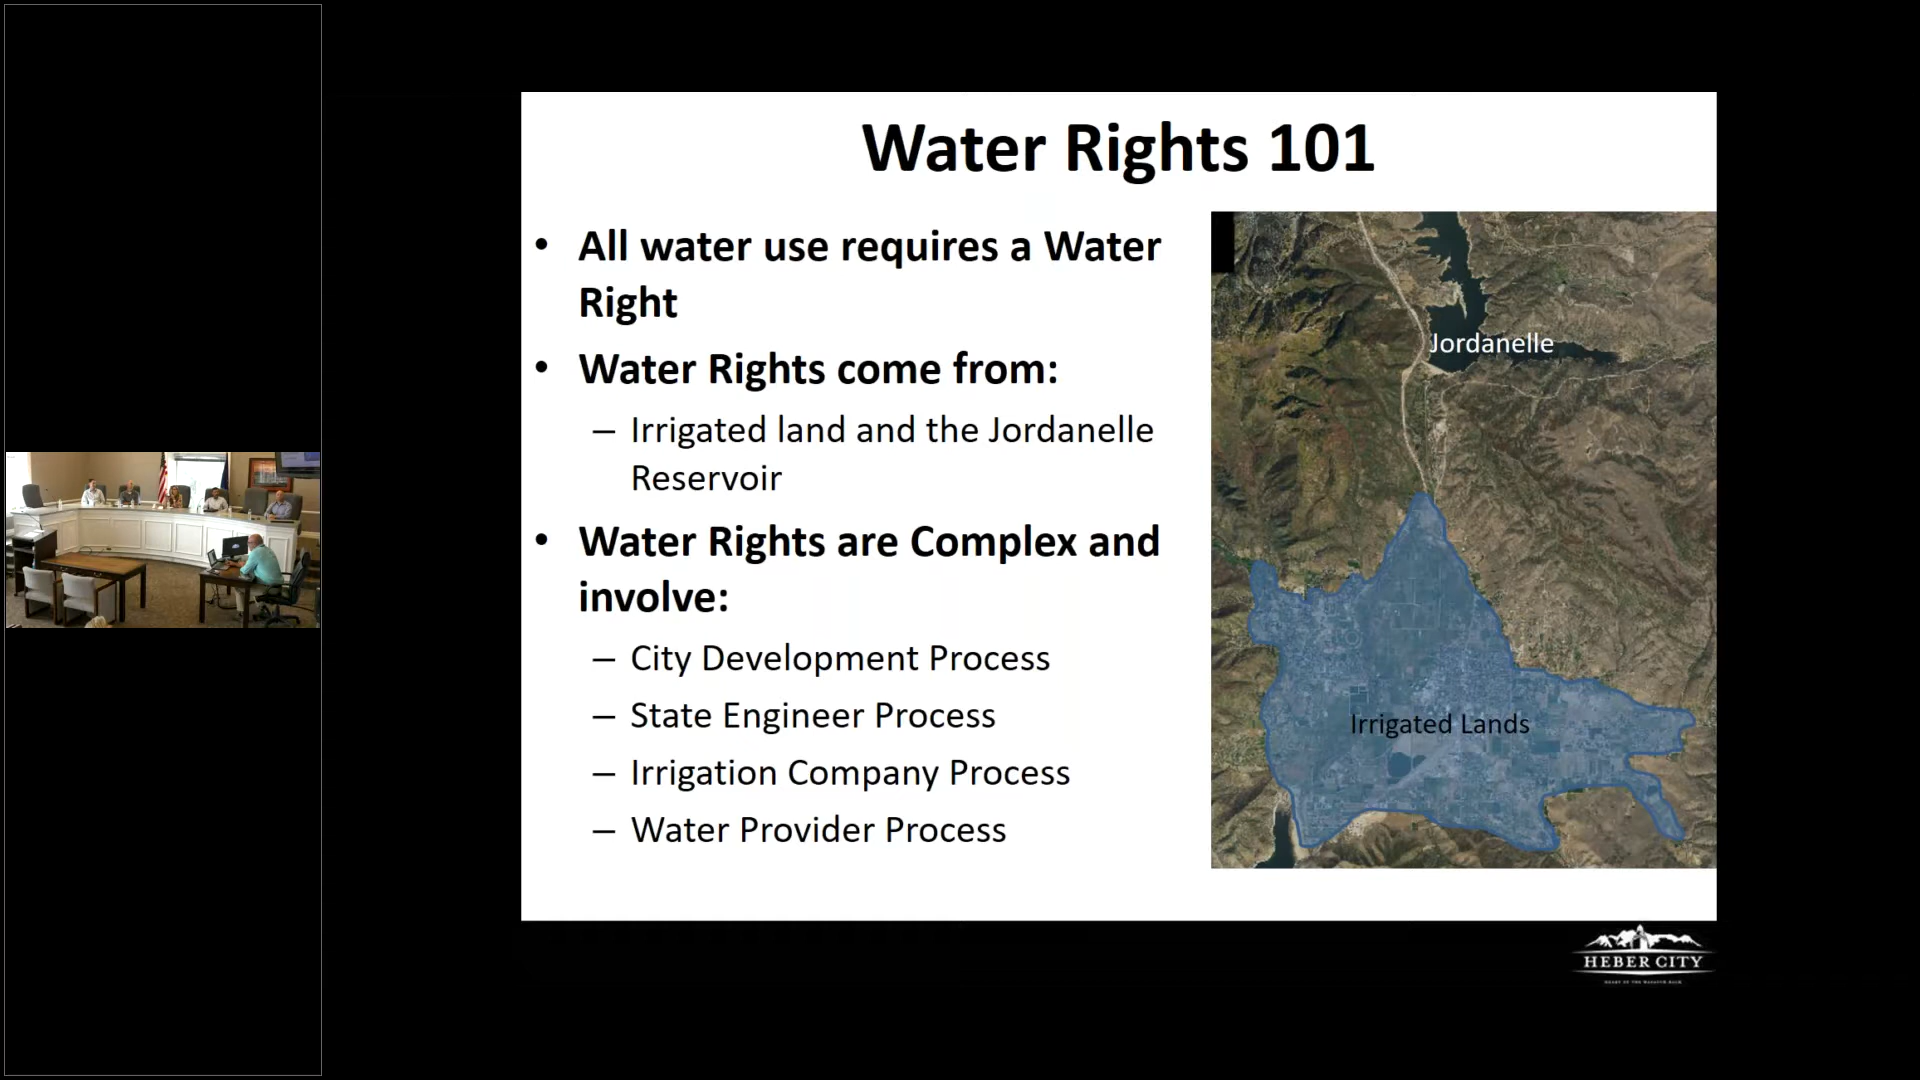 Water Rights 101
• All water use requires a Water
Right
• Water Rights come from:
– Irrigated land and the Jordanelle
Reservoir
• Water Rights are Complex and
involve:
– City Development Process
– State Engineer Process
– Irrigation Company Process
– Water Provider Process
Jordanelle
Irrigated Lands
HEBER CITY